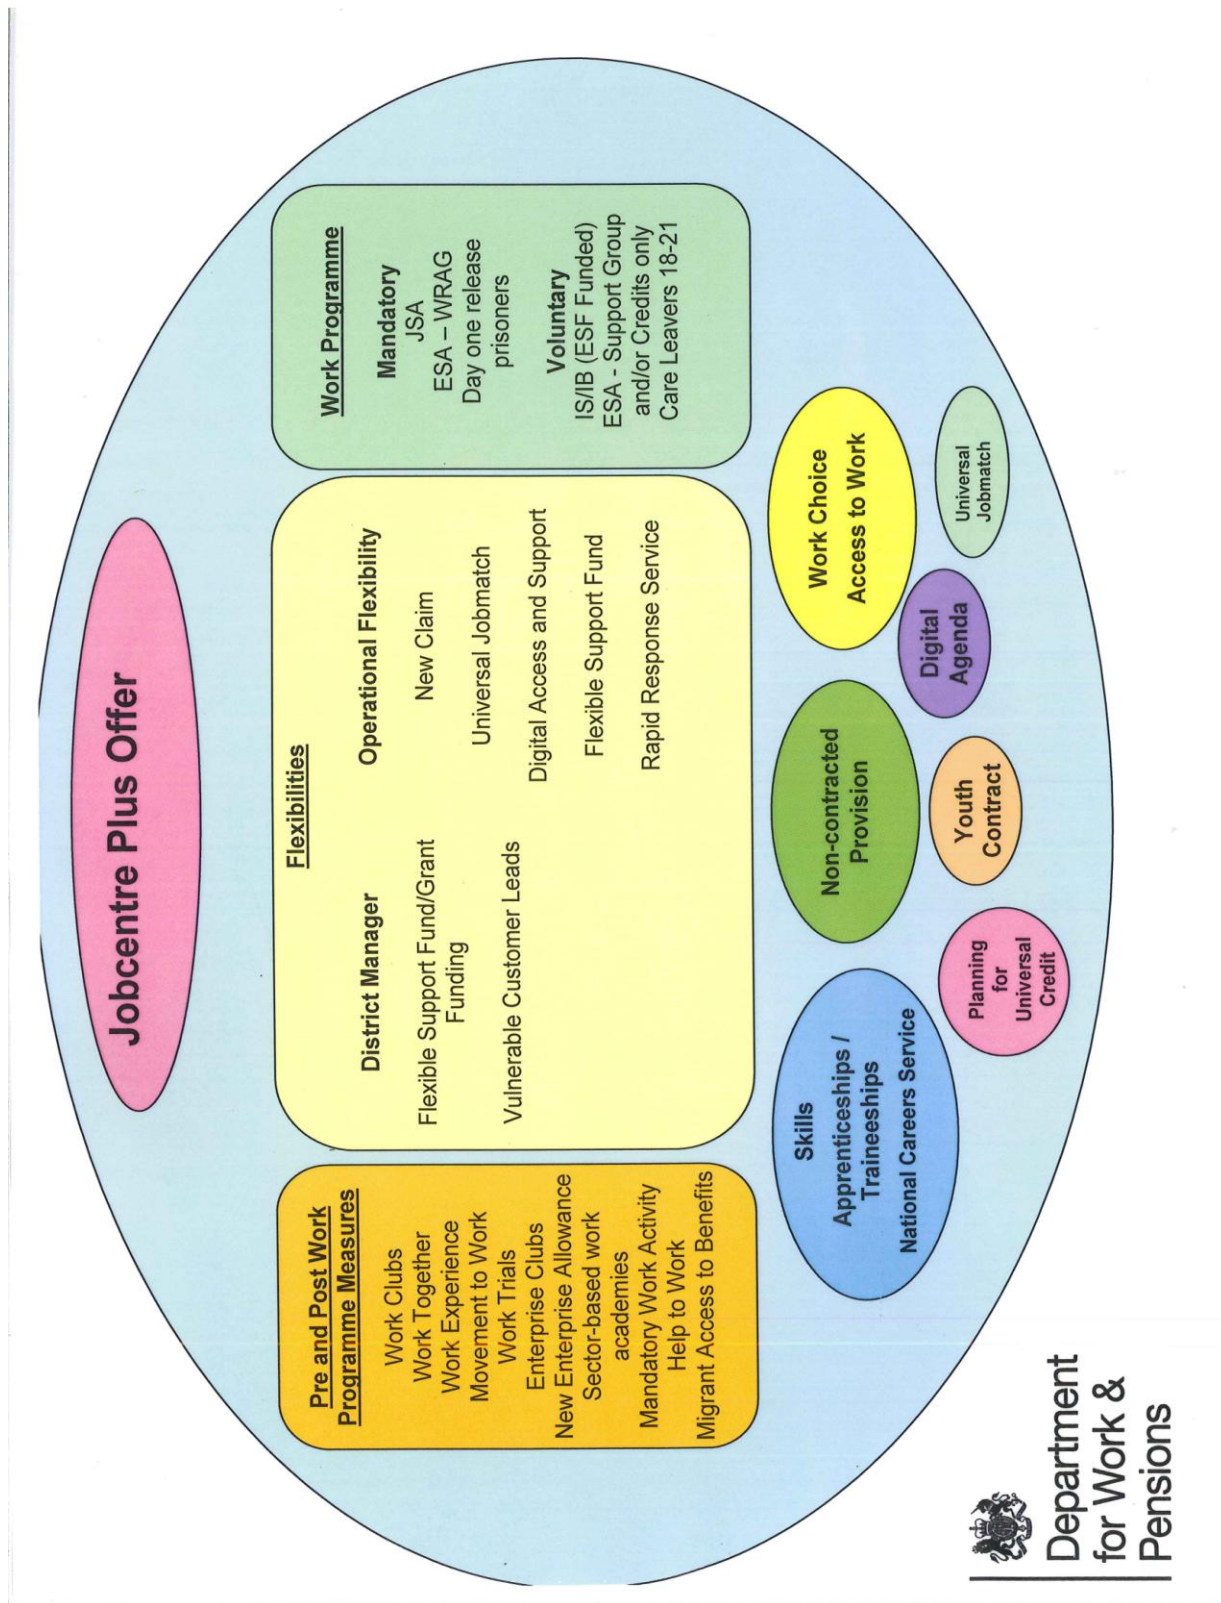 Jobcentre Plus Offer
Pre and Post Work
Programme Measures
Work Clubs
Work Together
Work Experience
Movement to Work
Work Trials
Enterprise Clubs
New Enterprise Allowance
Sector-based work
academies
Mandatory Work Activity
Help to Work
Migrant Access to Benefits
Flexibilities
District Manager
Flexible Support Fund/Grant
Funding
Vulnerable Customer Leads
Operational Flexibility
New Claim
Universal Jobmatch
Digital Access and Support
Flexible Support Fund
Rapid Response Service
Work Programme
Mandatory
JSA
ESA – WRAG
Day one release
prisoners
Voluntary
IS/IB (ESF Funded)
ESA - Support Group
and/or Credits only
Care Leavers 18-21
Skills
Apprenticeships /
Traineeships
National Careers Service
Non-contracted
Provision
Work Choice
Access to Work
Planning
for
Universal
Credit
Youth
Contract
Digital
Agenda
Universal
Jobmatch
Department
for Work &
Pensions